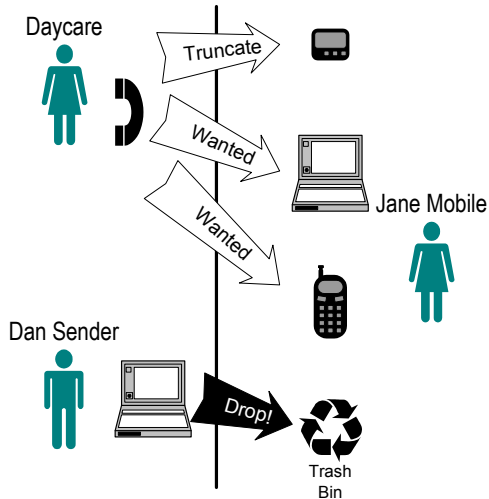 Daycare
Truncate
Wanted
Jane Mobile
Wanted
Dan Sender
Drop!
Trash
Bin